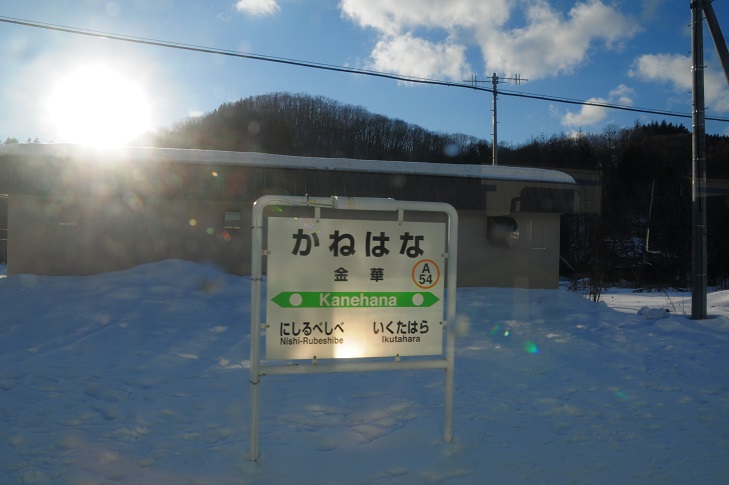 かねはな
金華
A
54
Kanehana
にしるべしべ いくたはら
Nishi-Rubeshibe Ikutahara